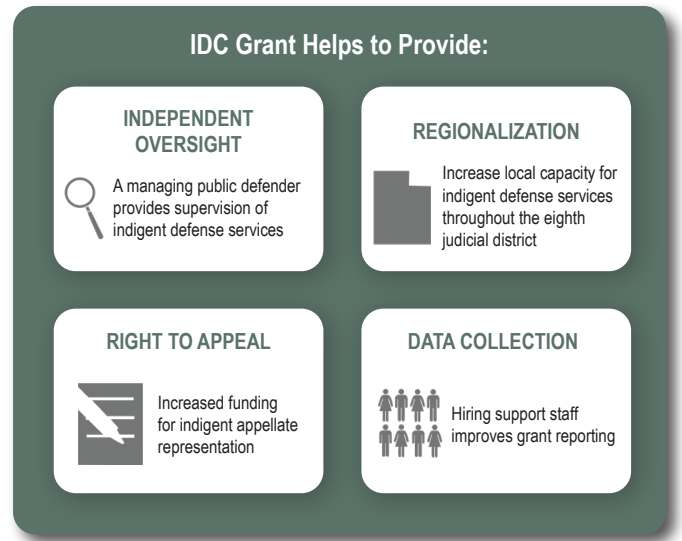 IDC Grant Helps to Provide:
INDEPENDENT
OVERSIGHT
A managing public defender
provides supervision of
indigent defense services
REGIONALIZATION
Increase local capacity for
indigent defense services
throughout the eighth
judicial district
RIGHT TO APPEAL
Increased funding
for indigent appellate
representation
DATA COLLECTION
Hiring support staff
improves grant reporting